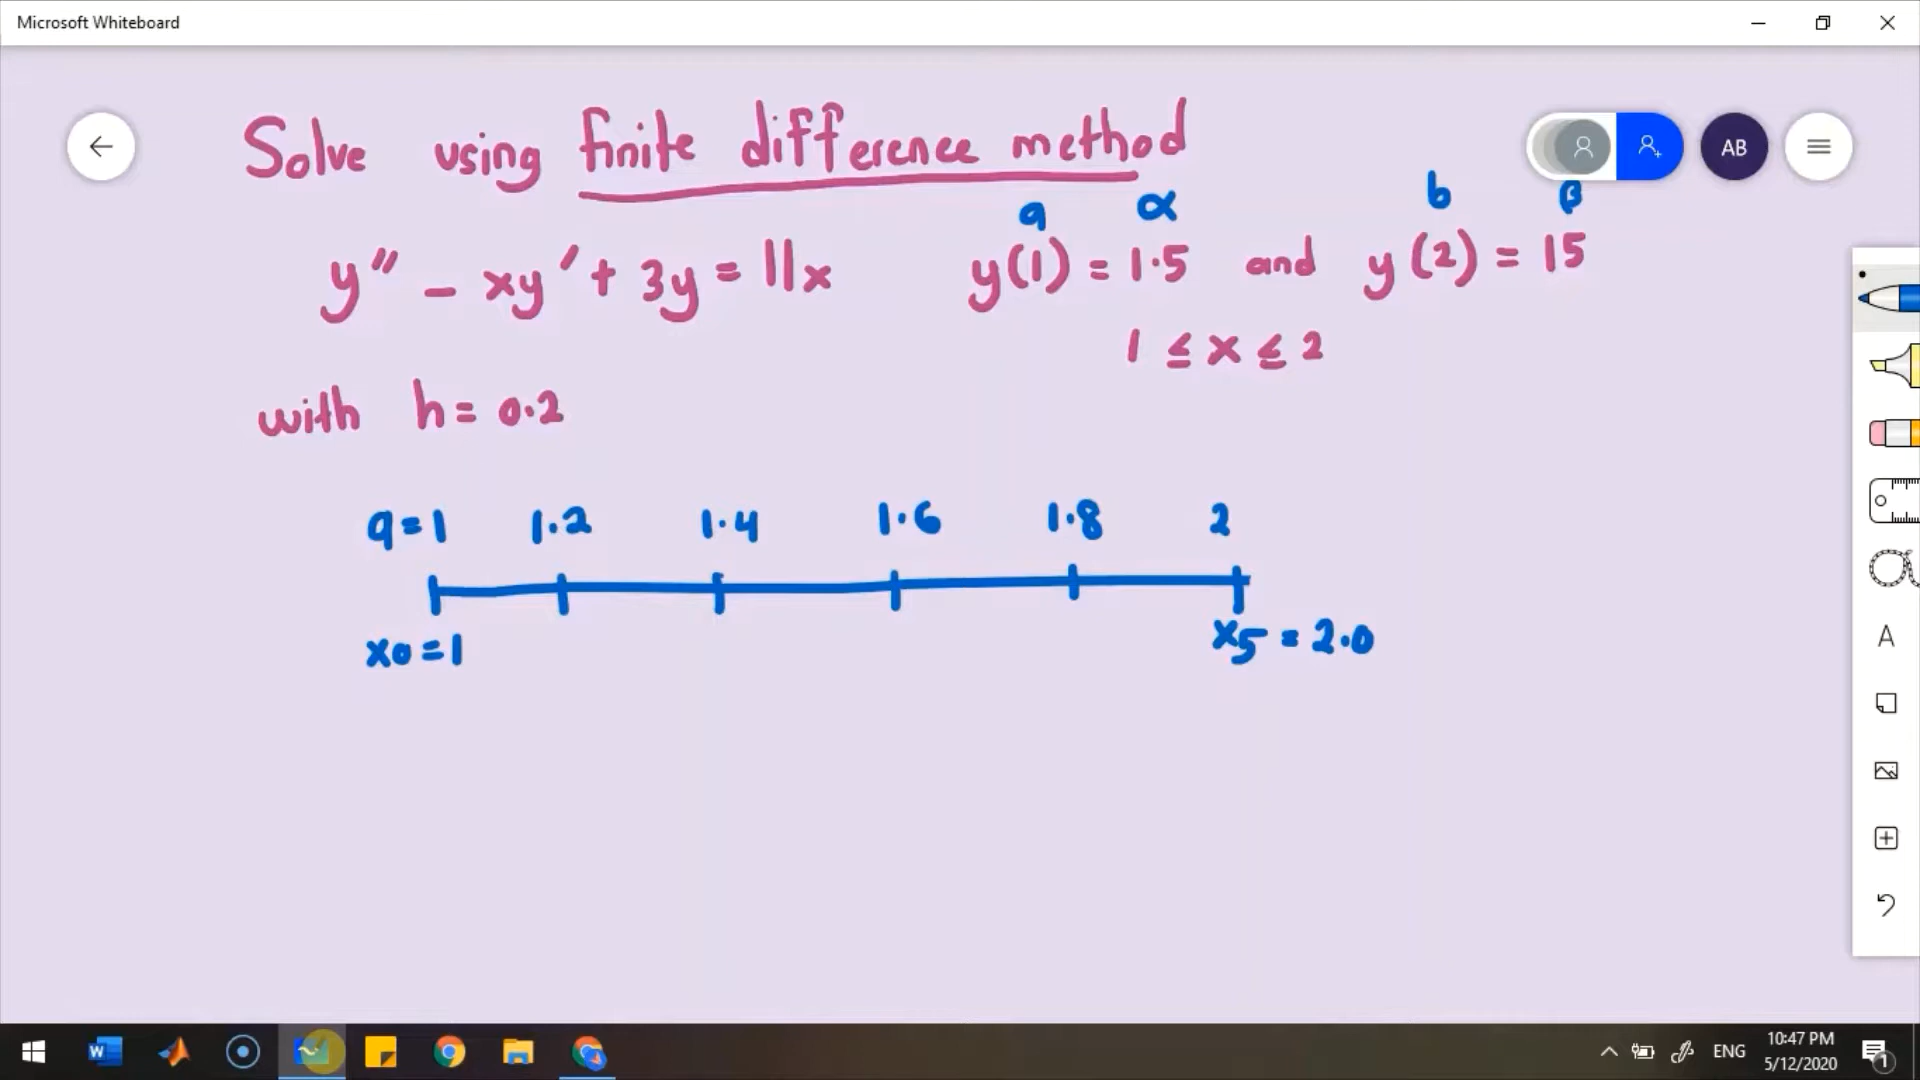 Microsoft Whiteboard
Solve using finite difference method
a α b β
y" - xy' + 3y = 11x y(1) = 1.5 and y(2) = 15
1 ≤ x ≤ 2
with h = 0.2
a=1 1.2 1.4 1.6 1.8 2
x0=1 x5 = 2.0
AB
A
ENG
10:47 PM
5/12/2020
1